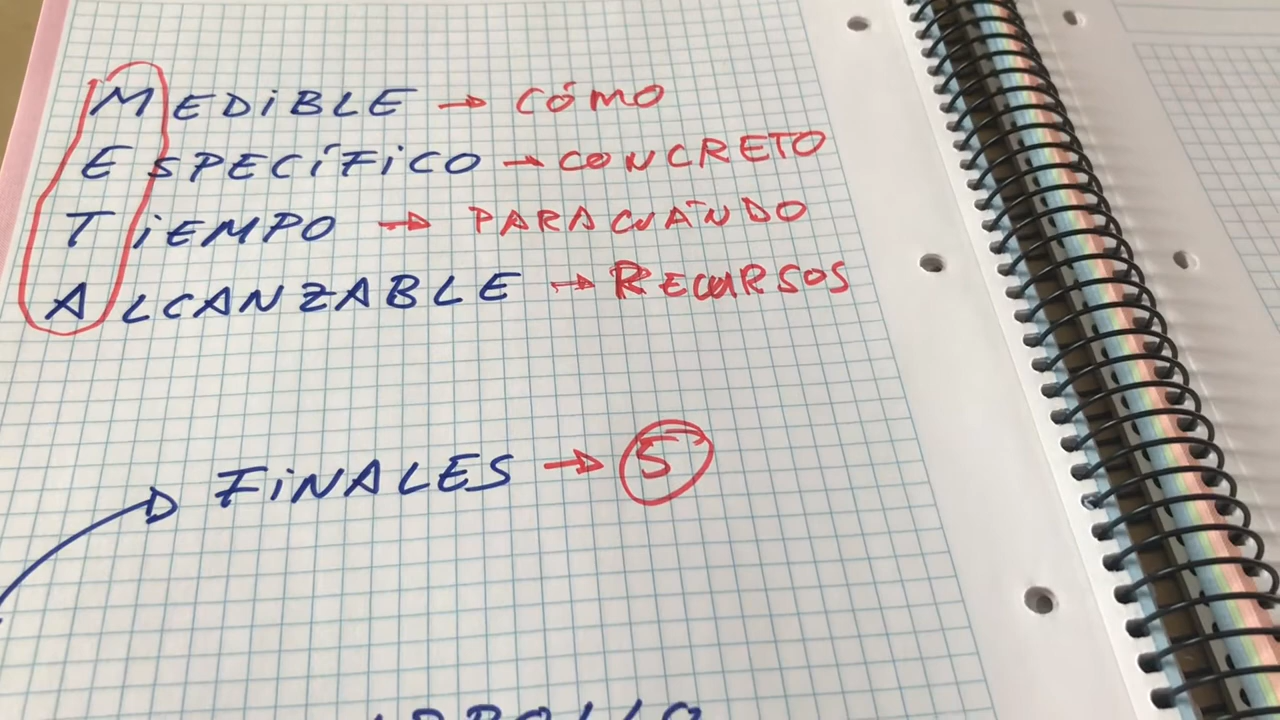 MEDIBLE → CÓMO
ESPECÍFICO → CONCRETO
TIEMPO → PARA CUÁNDO
ALCANZABLE → RECURSOS
FINALES → 5